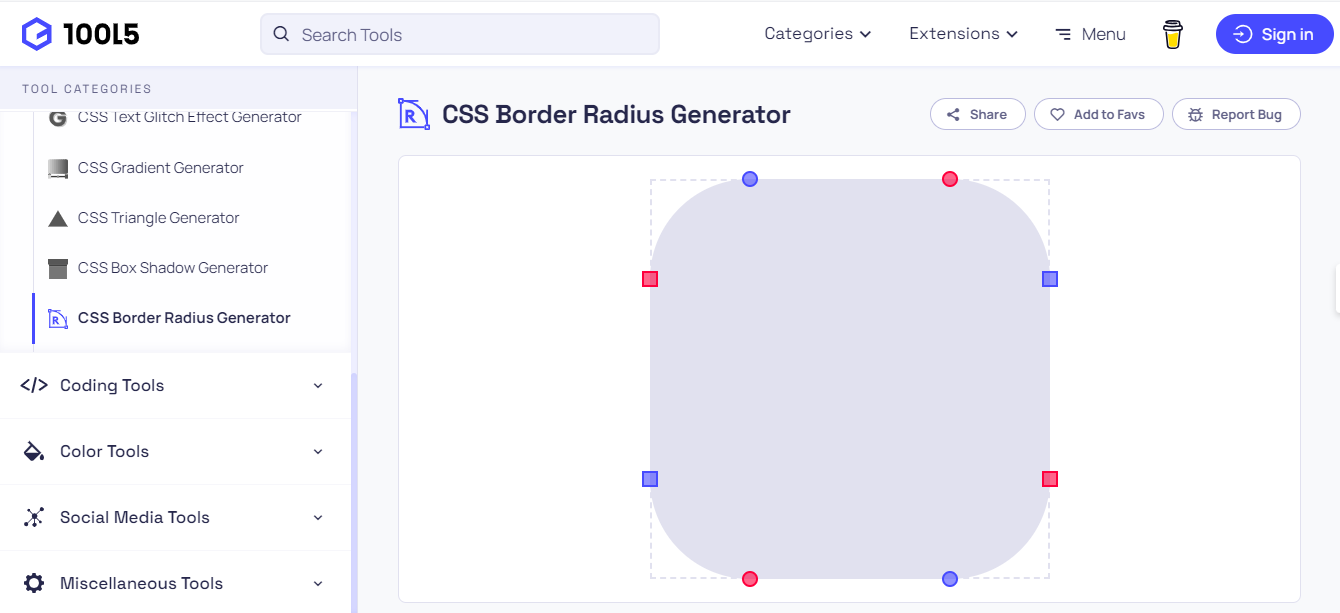 10015
Search Tools
Categories
Extensions
Menu
Sign in
TOOL CATEGORIES
CSS Text Glitch Effect Generator
CSS Gradient Generator
CSS Triangle Generator
CSS Box Shadow Generator
R CSS Border Radius Generator
Coding Tools
Color Tools
Social Media Tools
Miscellaneous Tools
R CSS Border Radius Generator
Share
Add to Favs
Report Bug